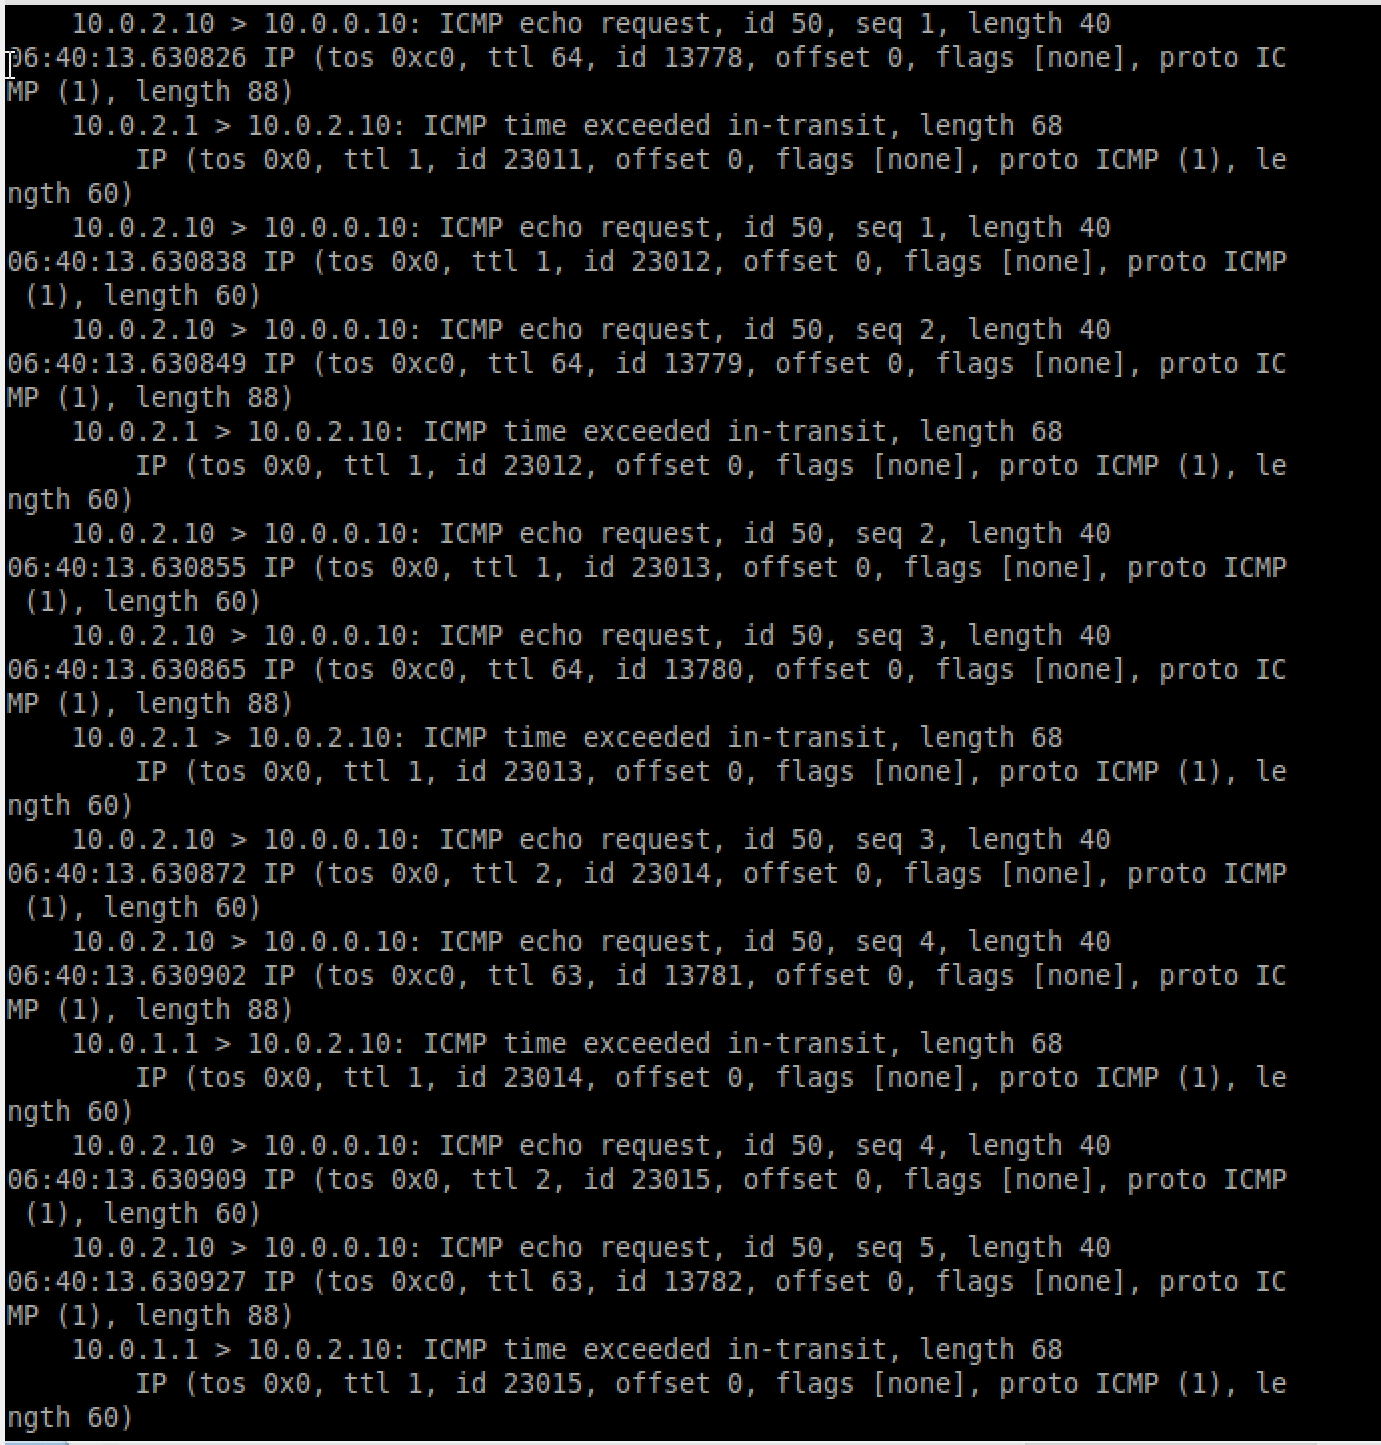 10.0.2.10 > 10.0.0.10: ICMP echo request, id 50, seq 1, length 40
06:40:13.630826 IP (tos 0xc0, ttl 64, id 13778, offset 0, flags [none], proto IC
MP (1), length 88)
    10.0.2.1 > 10.0.2.10: ICMP time exceeded in-transit, length 68
        IP (tos 0x0, ttl 1, id 23011, offset 0, flags [none], proto ICMP (1), le
ngth 60)
    10.0.2.10 > 10.0.0.10: ICMP echo request, id 50, seq 1, length 40
06:40:13.630838 IP (tos 0x0, ttl 1, id 23012, offset 0, flags [none], proto ICMP
 (1), length 60)
    10.0.2.10 > 10.0.0.10: ICMP echo request, id 50, seq 2, length 40
06:40:13.630849 IP (tos 0xc0, ttl 64, id 13779, offset 0, flags [none], proto IC
MP (1), length 88)
    10.0.2.1 > 10.0.2.10: ICMP time exceeded in-transit, length 68
        IP (tos 0x0, ttl 1, id 23012, offset 0, flags [none], proto ICMP (1), le
ngth 60)
    10.0.2.10 > 10.0.0.10: ICMP echo request, id 50, seq 2, length 40
06:40:13.630855 IP (tos 0x0, ttl 1, id 23013, offset 0, flags [none], proto ICMP
 (1), length 60)
    10.0.2.10 > 10.0.0.10: ICMP echo request, id 50, seq 3, length 40
06:40:13.630865 IP (tos 0xc0, ttl 64, id 13780, offset 0, flags [none], proto IC
MP (1), length 88)
    10.0.2.1 > 10.0.2.10: ICMP time exceeded in-transit, length 68
        IP (tos 0x0, ttl 1, id 23013, offset 0, flags [none], proto ICMP (1), le
ngth 60)
    10.0.2.10 > 10.0.0.10: ICMP echo request, id 50, seq 3, length 40
06:40:13.630872 IP (tos 0x0, ttl 2, id 23014, offset 0, flags [none], proto ICMP
 (1), length 60)
    10.0.2.10 > 10.0.0.10: ICMP echo request, id 50, seq 4, length 40
06:40:13.630902 IP (tos 0xc0, ttl 63, id 13781, offset 0, flags [none], proto IC
MP (1), length 88)
    10.0.1.1 > 10.0.2.10: ICMP time exceeded in-transit, length 68
        IP (tos 0x0, ttl 1, id 23014, offset 0, flags [none], proto ICMP (1), le
ngth 60)
    10.0.2.10 > 10.0.0.10: ICMP echo request, id 50, seq 4, length 40
06:40:13.630909 IP (tos 0x0, ttl 2, id 23015, offset 0, flags [none], proto ICMP
 (1), length 60)
    10.0.2.10 > 10.0.0.10: ICMP echo request, id 50, seq 5, length 40
06:40:13.630927 IP (tos 0xc0, ttl 63, id 13782, offset 0, flags [none], proto IC
MP (1), length 88)
    10.0.1.1 > 10.0.2.10: ICMP time exceeded in-transit, length 68
        IP (tos 0x0, ttl 1, id 23015, offset 0, flags [none], proto ICMP (1), le
ngth 60)